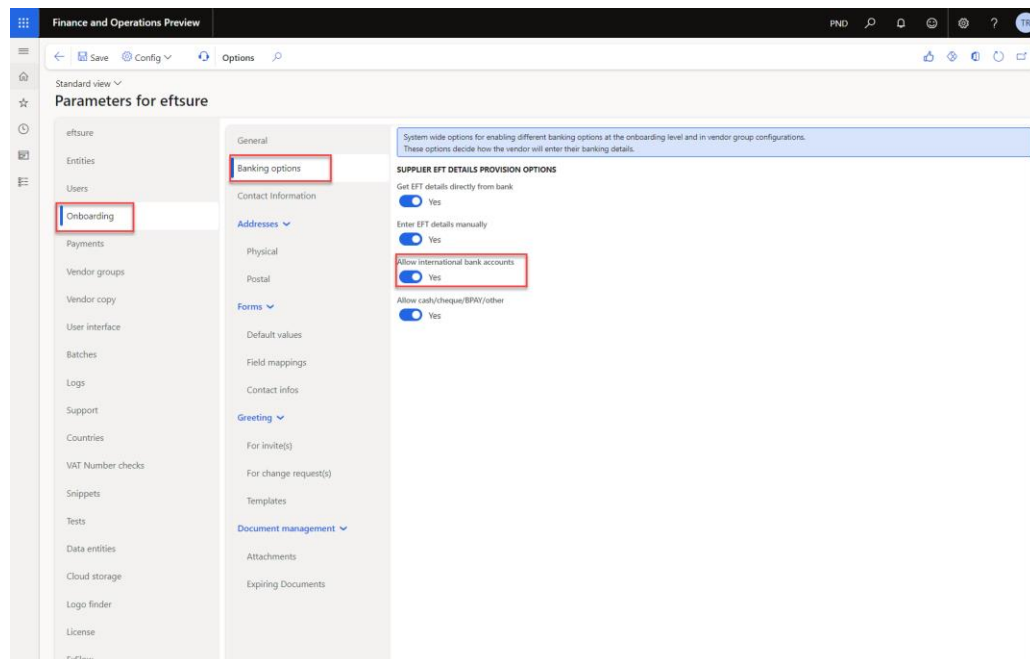 Finance and Operations Preview
PND
?
TR
Save
Config
Options
Standard view
Parameters for eftsure
eftsure
Entities
Users
Onboarding
Payments
Vendor groups
Vendor copy
User interface
Batches
Logs
Support
Countries
VAT Number checks
Snippets
Tests
Data entities
Cloud storage
Logo finder
License
General
Banking options
Contact Information
Addresses
Physical
Postal
Forms
Default values
Field mappings
Contact infos
Greeting
For invite(s)
For change request(s)
Templates
Document management
Attachments
Expiring Documents
System wide options for enabling different banking options at the onboarding level and in vendor group configurations.
These options decide how the vendor will enter their banking details.
SUPPLIER EFT DETAILS PROVISION OPTIONS
Get EFT details directly from bank
Yes
Enter EFT details manually
Yes
Allow international bank accounts
Yes
Allow cash/cheque/BPAY/other
Yes